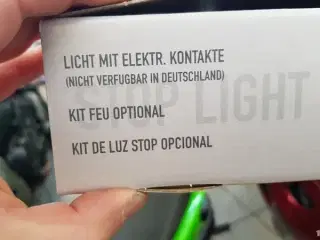 LICHT MIT ELEKTR. KONTAKTE
(NICHT VERFUGBAR IN DEUTSCHLAND)
STOP LIGHT
KIT FEU OPTIONAL
KIT DE LUZ STOP OPCIONAL